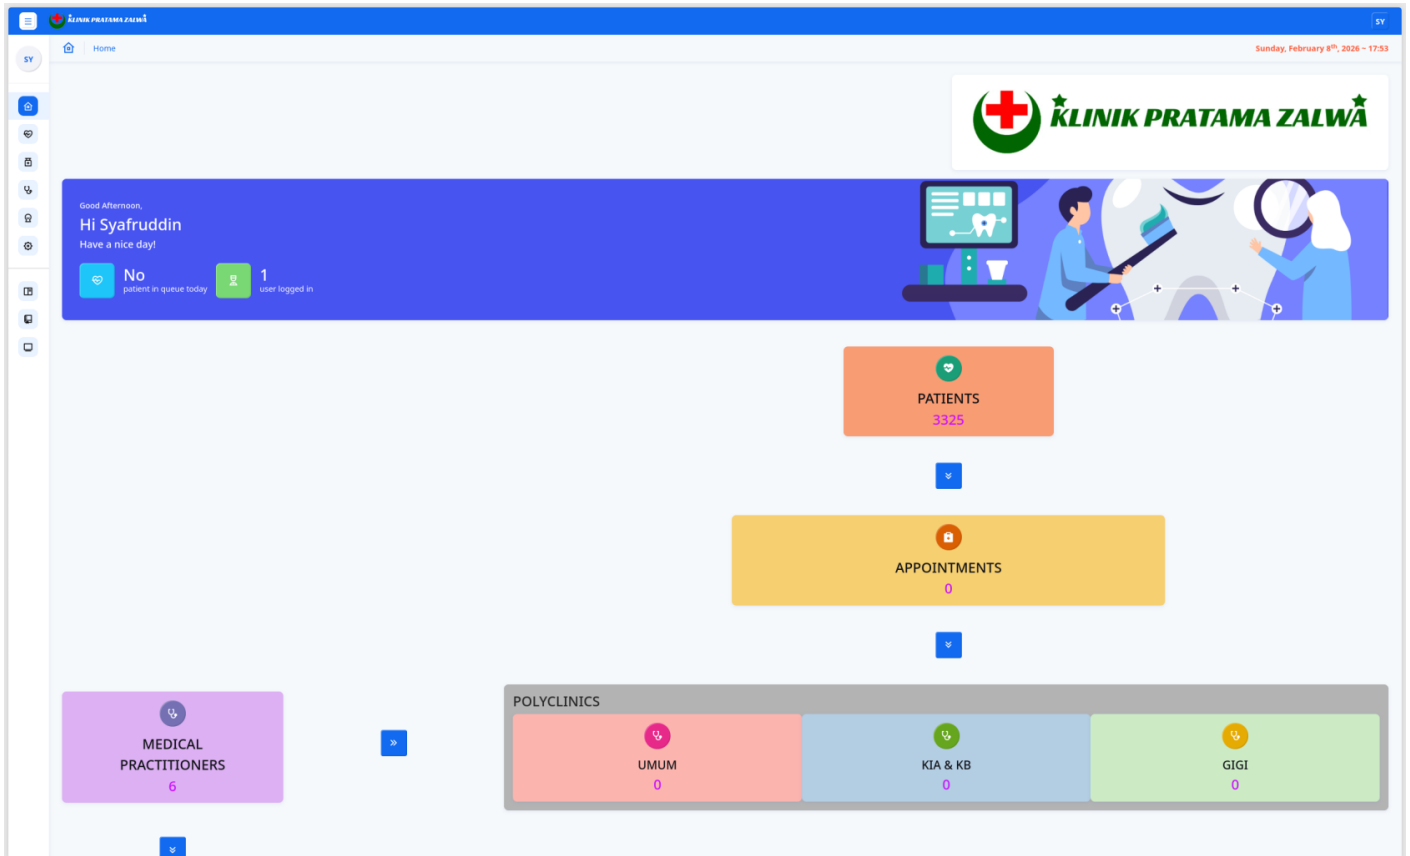 KLINIK PRATAMA ZALWA
SY
SY
Home
Sunday, February 8th, 2026 ~ 17:53
KLINIK PRATAMA ZALWA
Good Afternoon,
Hi Syafruddin
Have a nice day!
No
patient in queue today
1
user logged in
PATIENTS
3325
APPOINTMENTS
0
MEDICAL
PRACTITIONERS
6
POLYCLINICS
UMUM
0
KIA & KB
0
GIGI
0